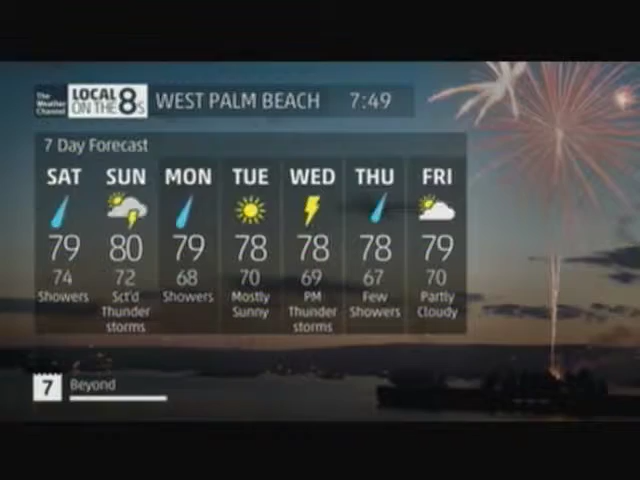 The Weather Channel
LOCAL ON THE 8s
WEST PALM BEACH 7:49
7 Day Forecast
SAT SUN MON TUE WED THU FRI
79 80 79 78 78 78 79
74 72 68 70 69 67 70
Showers Sct'd Thunder storms Showers Mostly Sunny PM Thunder storms Few Showers Partly Cloudy
7 Beyond